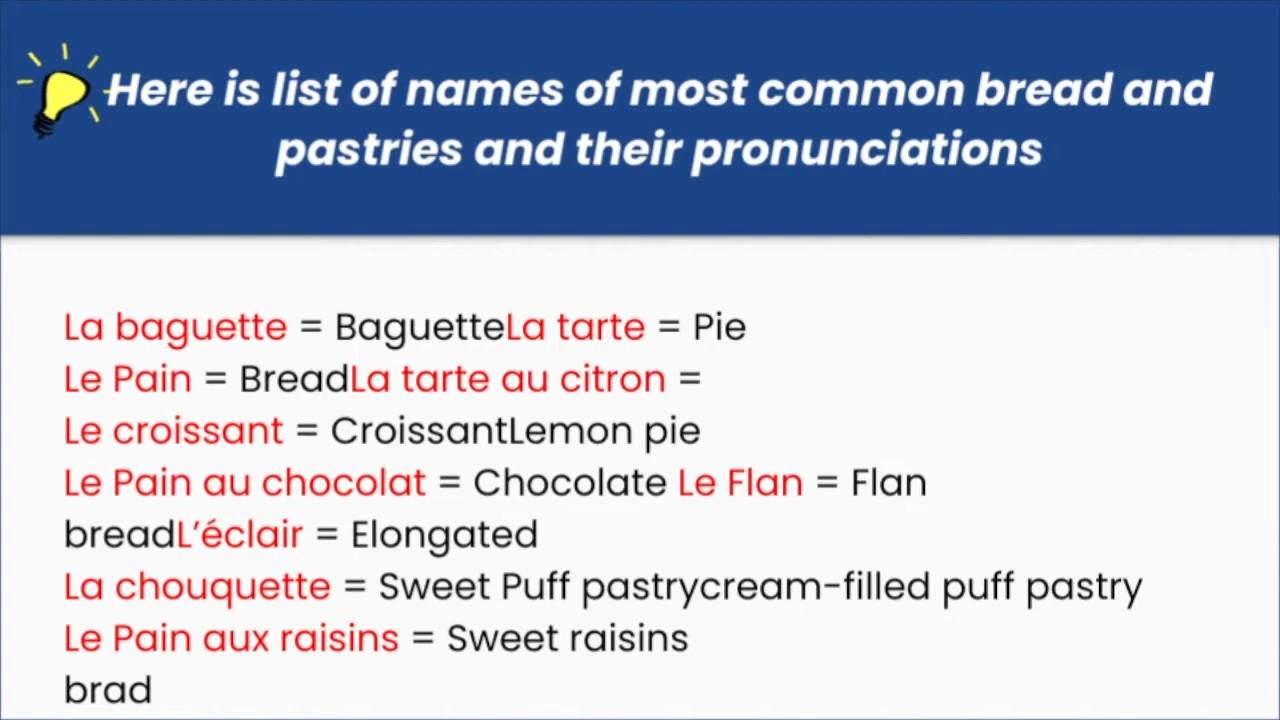 Here is list of names of most common bread and
pastries and their pronunciations
La baguette = BaguetteLa tarte = Pie
Le Pain = BreadLa tarte au citron =
Le croissant = CroissantLemon pie
Le Pain au chocolat = Chocolate Le Flan = Flan
breadL’éclair = Elongated
La chouquette = Sweet Puff pastrycream-filled puff pastry
Le Pain aux raisins = Sweet raisins
brad